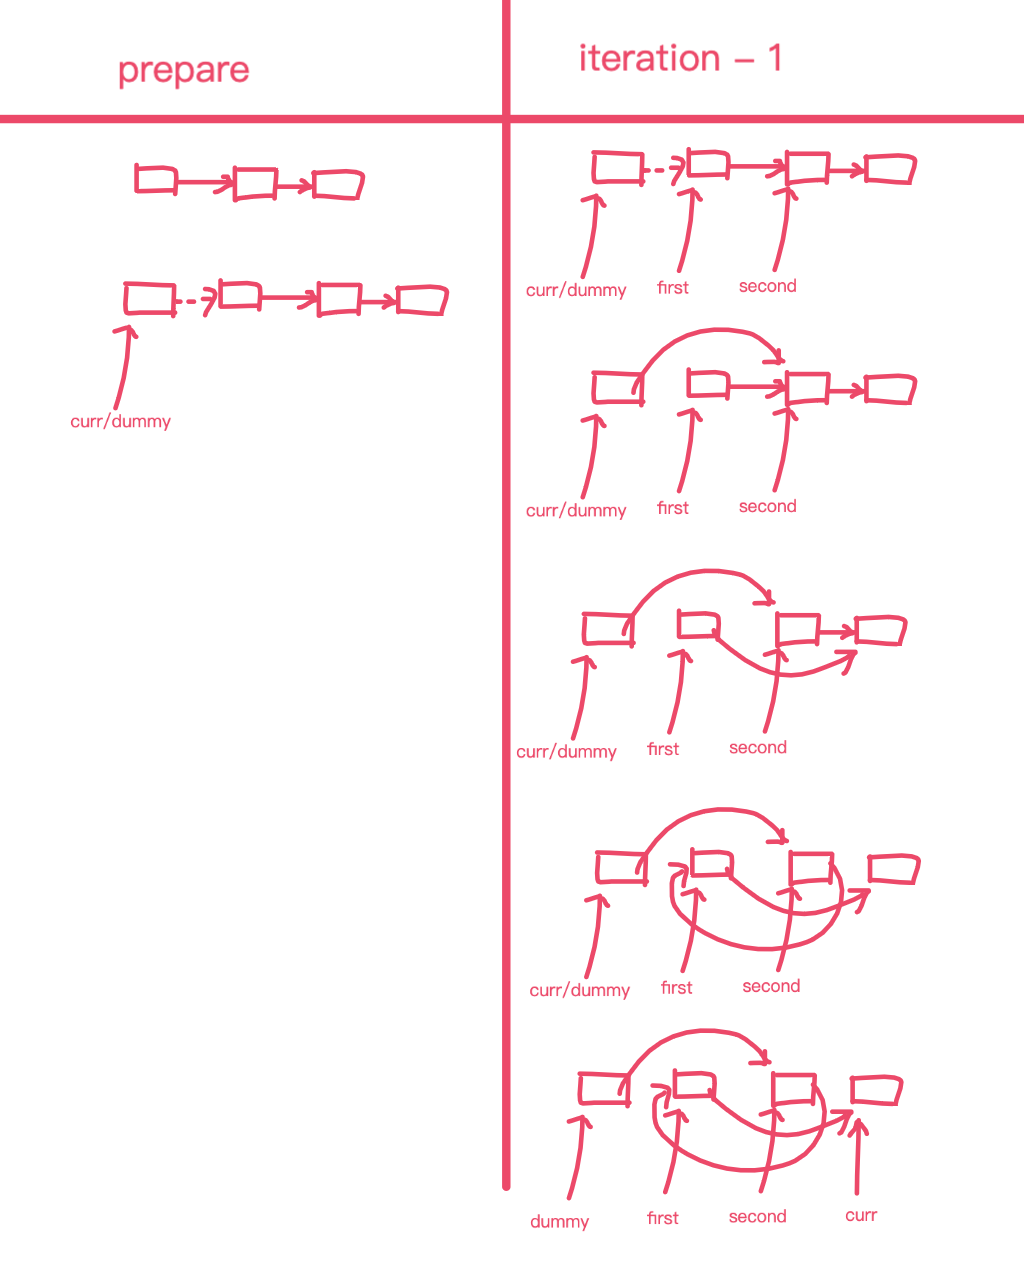 prepare
iteration – 1
curr/dummy
curr/dummy
first
second
curr/dummy
first
second
curr/dummy
first
second
curr/dummy
first
second
dummy
first
second
curr